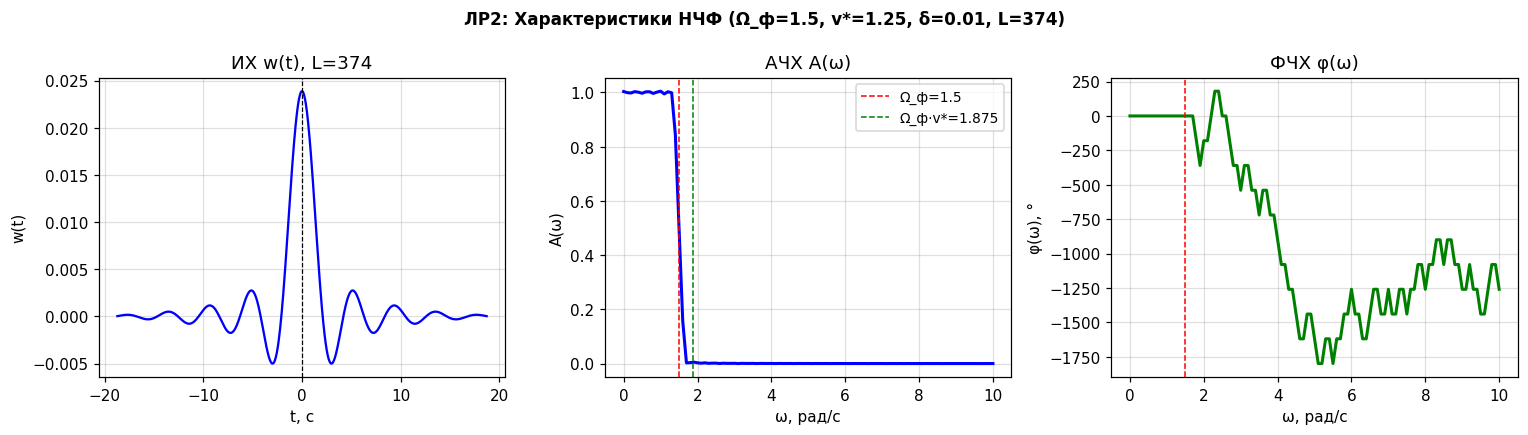 ЛР2: Характеристики НЧФ (Ω_ф=1.5, v*=1.25, δ=0.01, L=374)
ИХ w(t), L=374
w(t)
0.025
0.020
0.015
0.010
0.005
0.000
−0.005
−20 −10 0 10 20
t, с
АЧХ A(ω)
A(ω)
1.0
0.8
0.6
0.4
0.2
0.0
Ω_ф=1.5
Ω_ф·v*=1.875
0 2 4 6 8 10
ω, рад/с
ФЧХ φ(ω)
φ(ω), °
250
0
−250
−500
−750
−1000
−1250
−1500
−1750
0 2 4 6 8 10
ω, рад/с